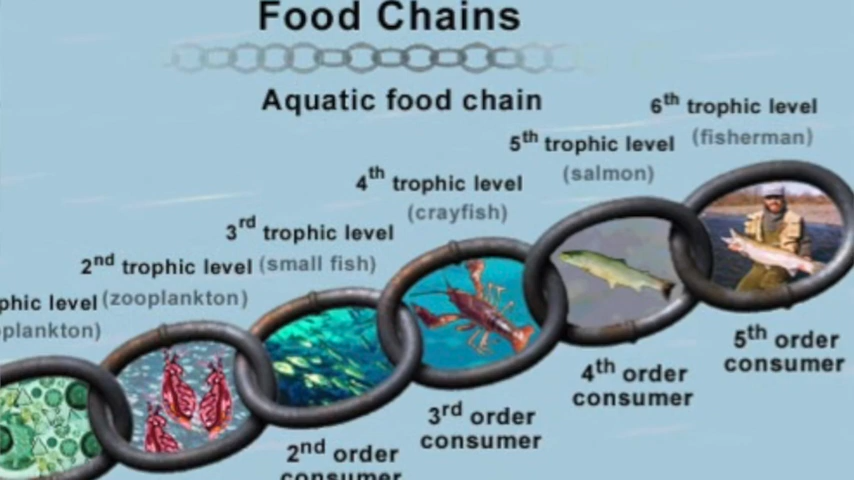 Food Chains
Aquatic food chain
6th trophic level
(fisherman)
5th trophic level
(salmon)
4th trophic level
(crayfish)
3rd trophic level
(small fish)
2nd trophic level
(zooplankton)
phic level
plankton)
5th order
consumer
4th order
consumer
3rd order
consumer
2nd order
consumer